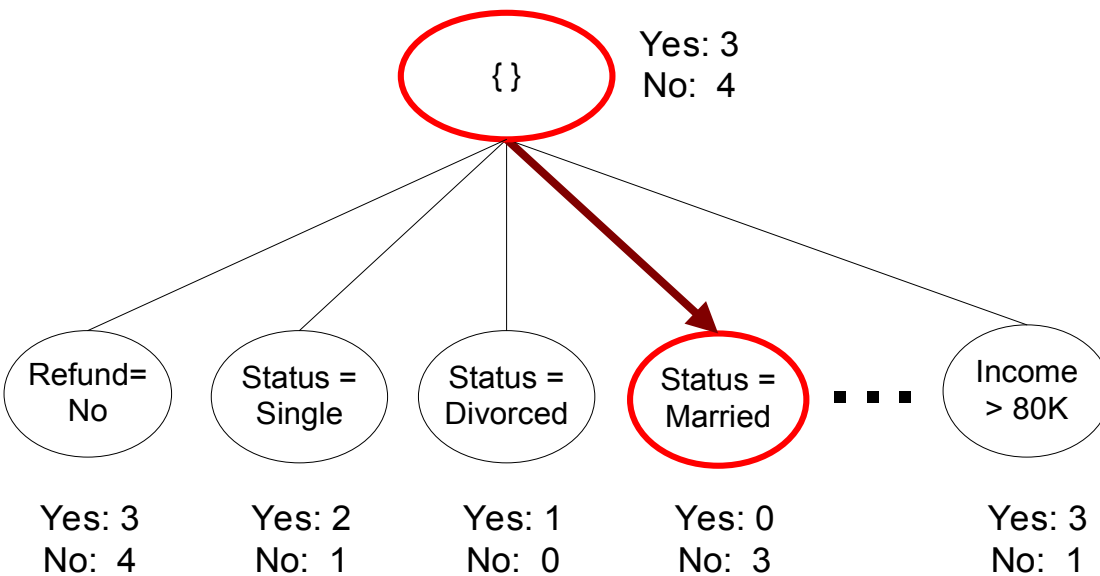 { }
Yes: 3
No: 4
Refund=
No
Status =
Single
Status =
Divorced
Status =
Married
Income
> 80K
Yes: 3
No: 4
Yes: 2
No: 1
Yes: 1
No: 0
Yes: 0
No: 3
Yes: 3
No: 1